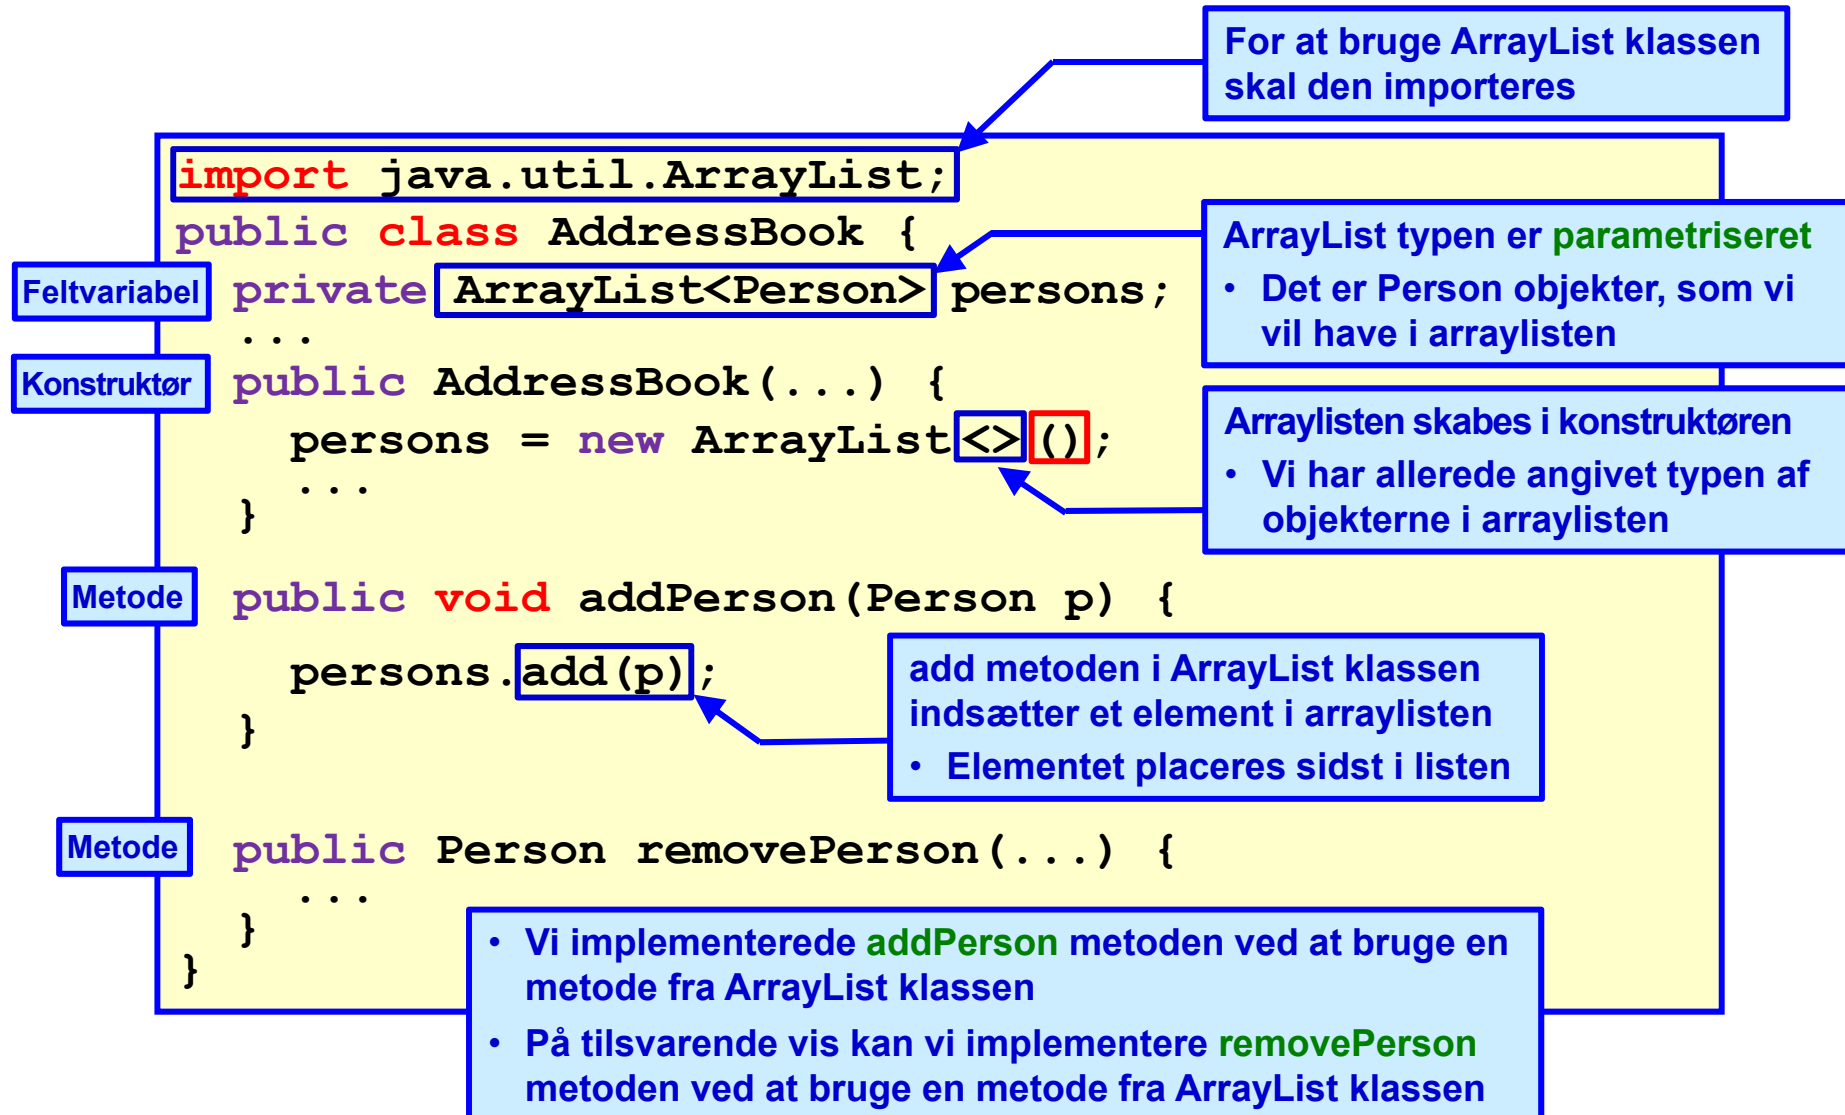 For at bruge ArrayList klassen
skal den importeres
import java.util.ArrayList;
public class AddressBook {
ArrayList typen er parametriseret
• Det er Person objekter, som vi
vil have i arraylisten
Feltvariabel
private ArrayList<Person> persons;
...
Konstruktør
public AddressBook(...) {
persons = new ArrayList<>();
...
}
Arraylisten skabes i konstruktøren
• Vi har allerede angivet typen af
objekterne i arraylisten
Metode
public void addPerson(Person p) {
persons.add(p);
}
add metoden i ArrayList klassen
indsætter et element i arraylisten
• Elementet placeres sidst i listen
Metode
public Person removePerson(...) {
...
}
}
• Vi implementerede addPerson metoden ved at bruge en
metode fra ArrayList klassen
• På tilsvarende vis kan vi implementere removePerson
metoden ved at bruge en metode fra ArrayList klassen